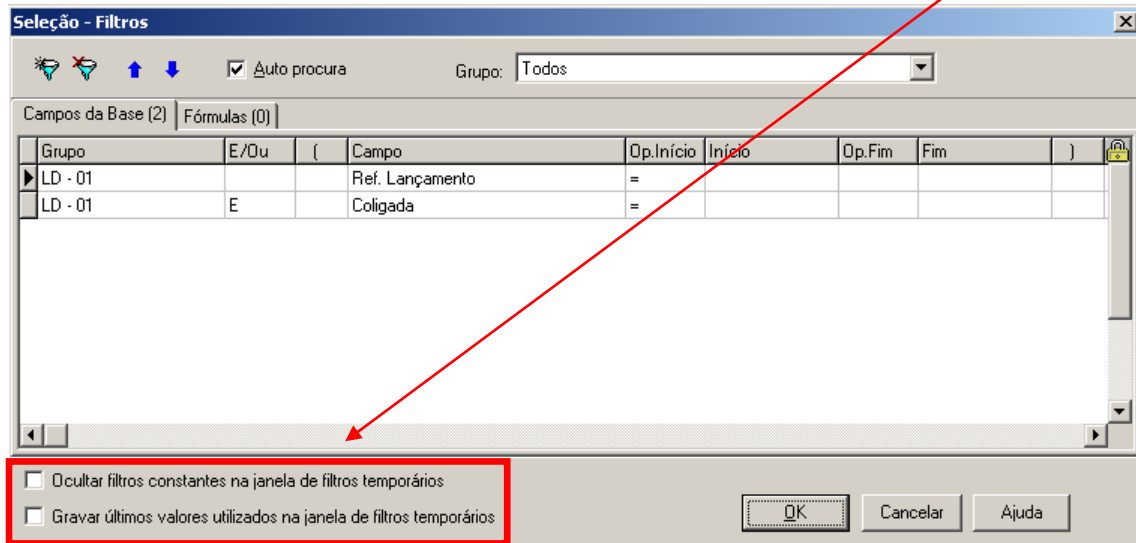 Seleção - Filtros
Auto procura Grupo: Todos
Campos da Base (2) Fórmulas (0)
Grupo E/Ou ( Campo Op.Início Início Op.Fim Fim )
LD - 01 Ref. Lançamento =
LD - 01 E Coligada =
Ocultar filtros constantes na janela de filtros temporários
Gravar últimos valores utilizados na janela de filtros temporários
OK Cancelar Ajuda